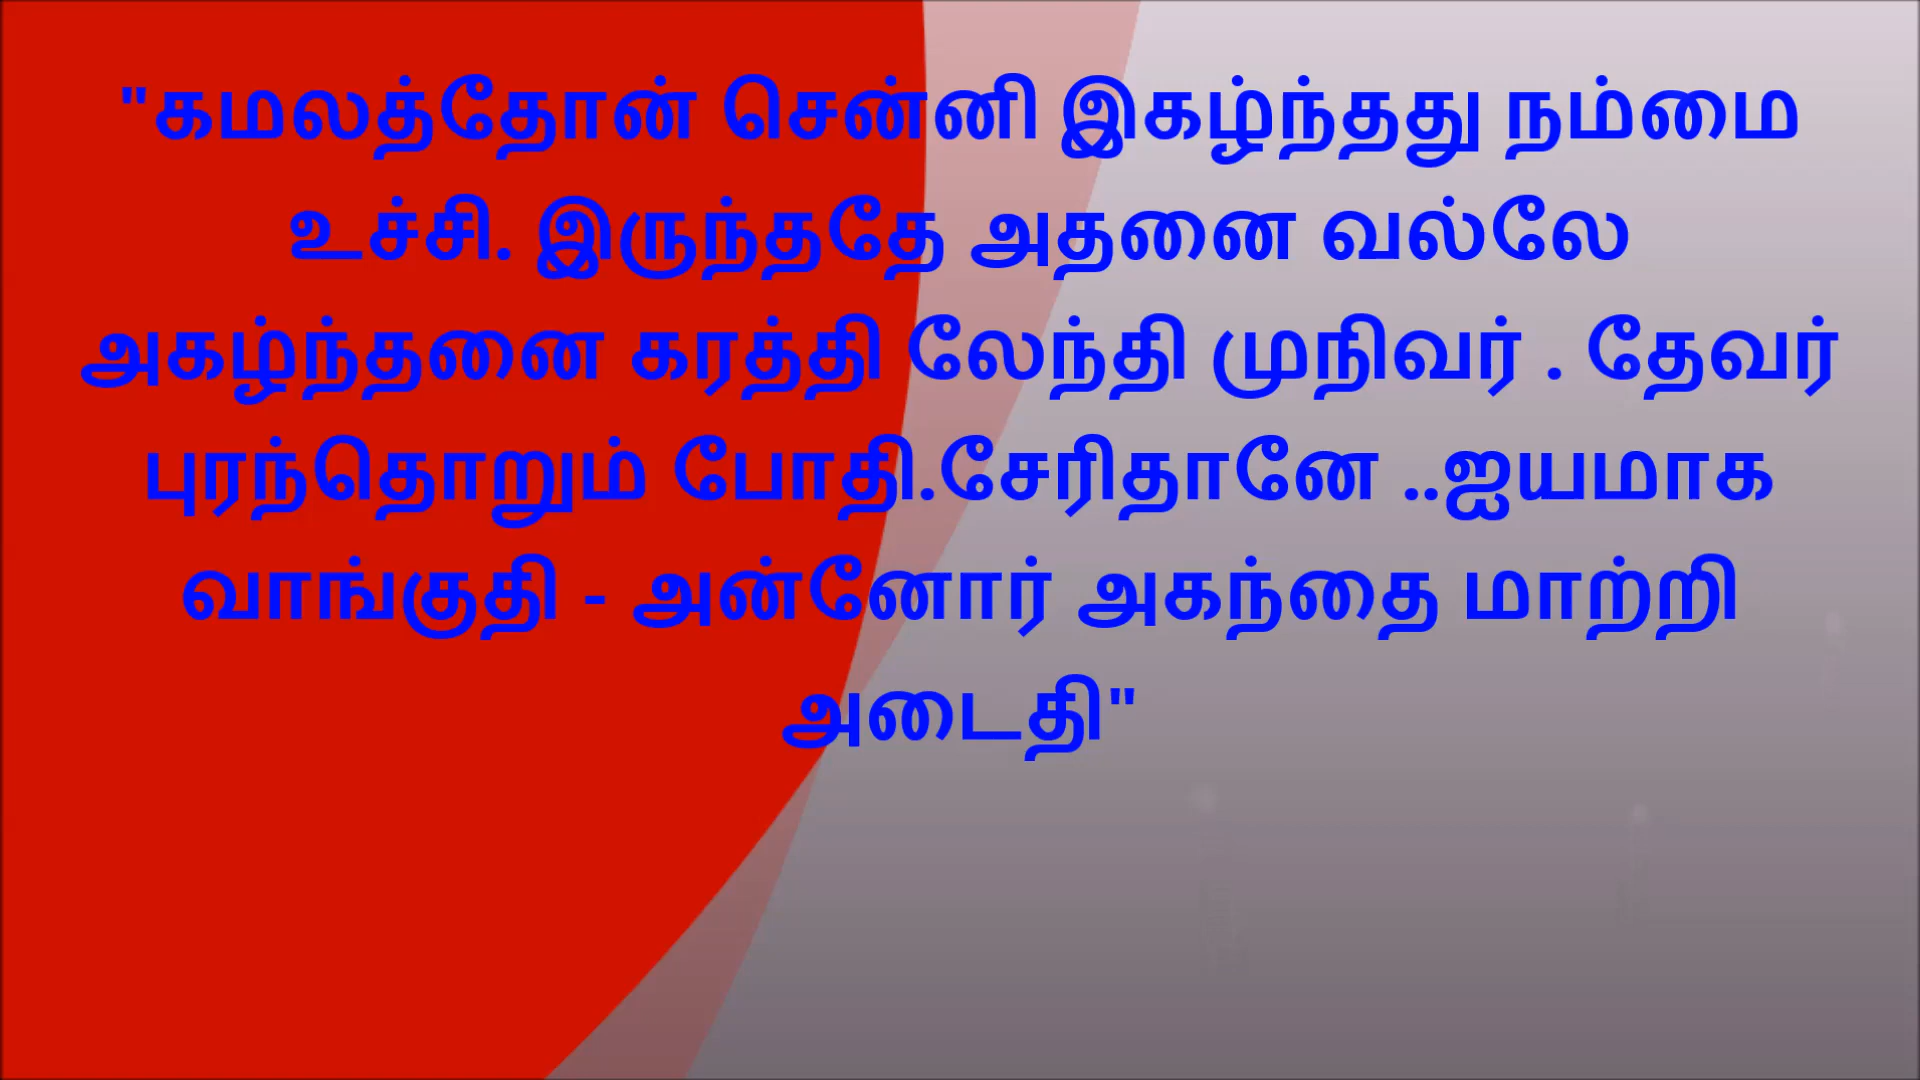 "கமலத்தோன் சென்னி இகழ்ந்தது நம்மை
உச்சி. இருந்ததே அதனை வல்லே
அகழ்ந்தனை கரத்தி லேந்தி முனிவர் . தேவர்
புரந்தொறும் போதி.சேரிதானே ..ஐயமாக
வாங்குதி - அன்னோர் அகந்தை மாற்றி
அடைதி"